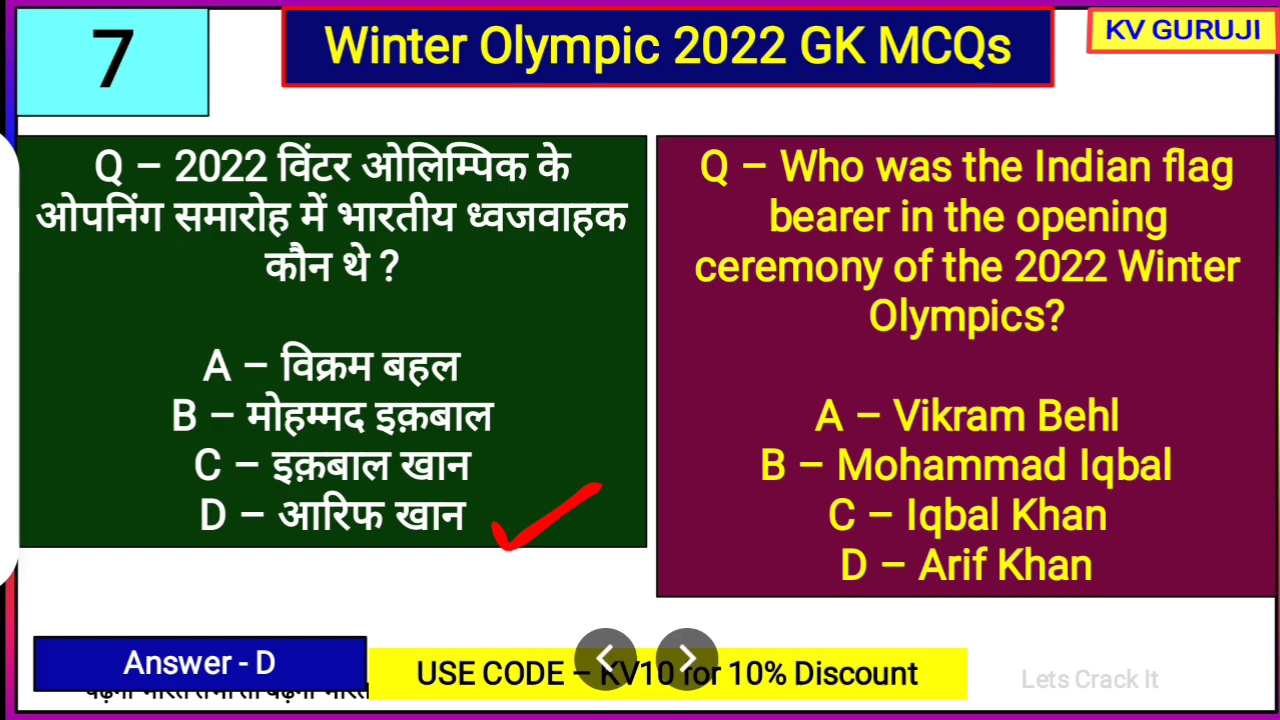 7
Winter Olympic 2022 GK MCQs
KV GURUJI
Q – 2022 विंटर ओलिम्पिक के
ओपनिंग समारोह में भारतीय ध्वजवाहक
कौन थे ?
A – विक्रम बहल
B – मोहम्मद इक़बाल
C – इक़बाल खान
D – आरिफ खान
Q – Who was the Indian flag
bearer in the opening
ceremony of the 2022 Winter
Olympics?
A – Vikram Behl
B – Mohammad Iqbal
C – Iqbal Khan
D – Arif Khan
Answer - D
USE CODE – KV10 for 10% Discount
Lets Crack It